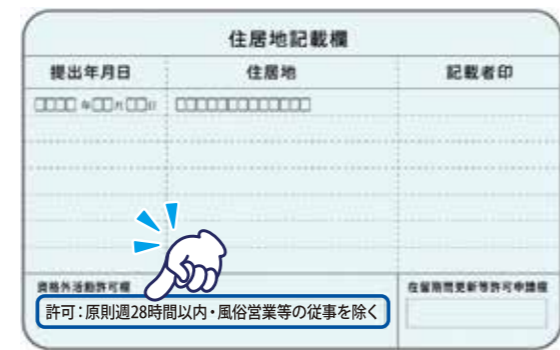 住居地記載欄
提出年月日 住居地 記載者印
□□□□年□□月□□日 □□□□□□□□□□□□□
資格外活動許可欄 在留期間更新等許可申請欄
許可：原則週28時間以内・風俗営業等の従事を除く